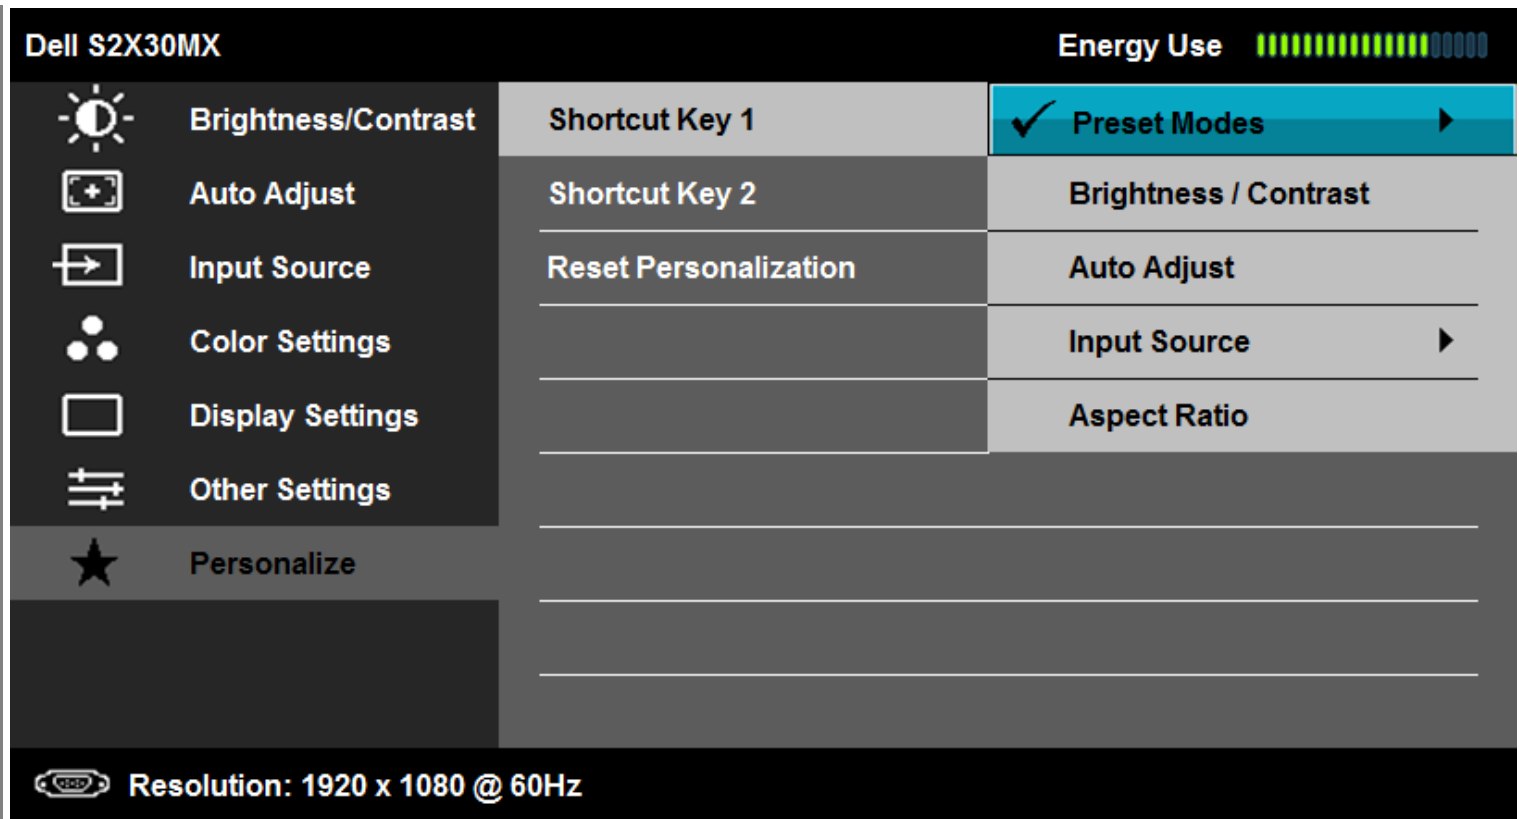 Dell S2X30MX Energy Use
Brightness/Contrast Shortcut Key 1 Preset Modes
Auto Adjust Shortcut Key 2 Brightness / Contrast
Input Source Reset Personalization Auto Adjust
Color Settings Input Source
Display Settings Aspect Ratio
Other Settings
Personalize
Resolution: 1920 x 1080 @ 60Hz